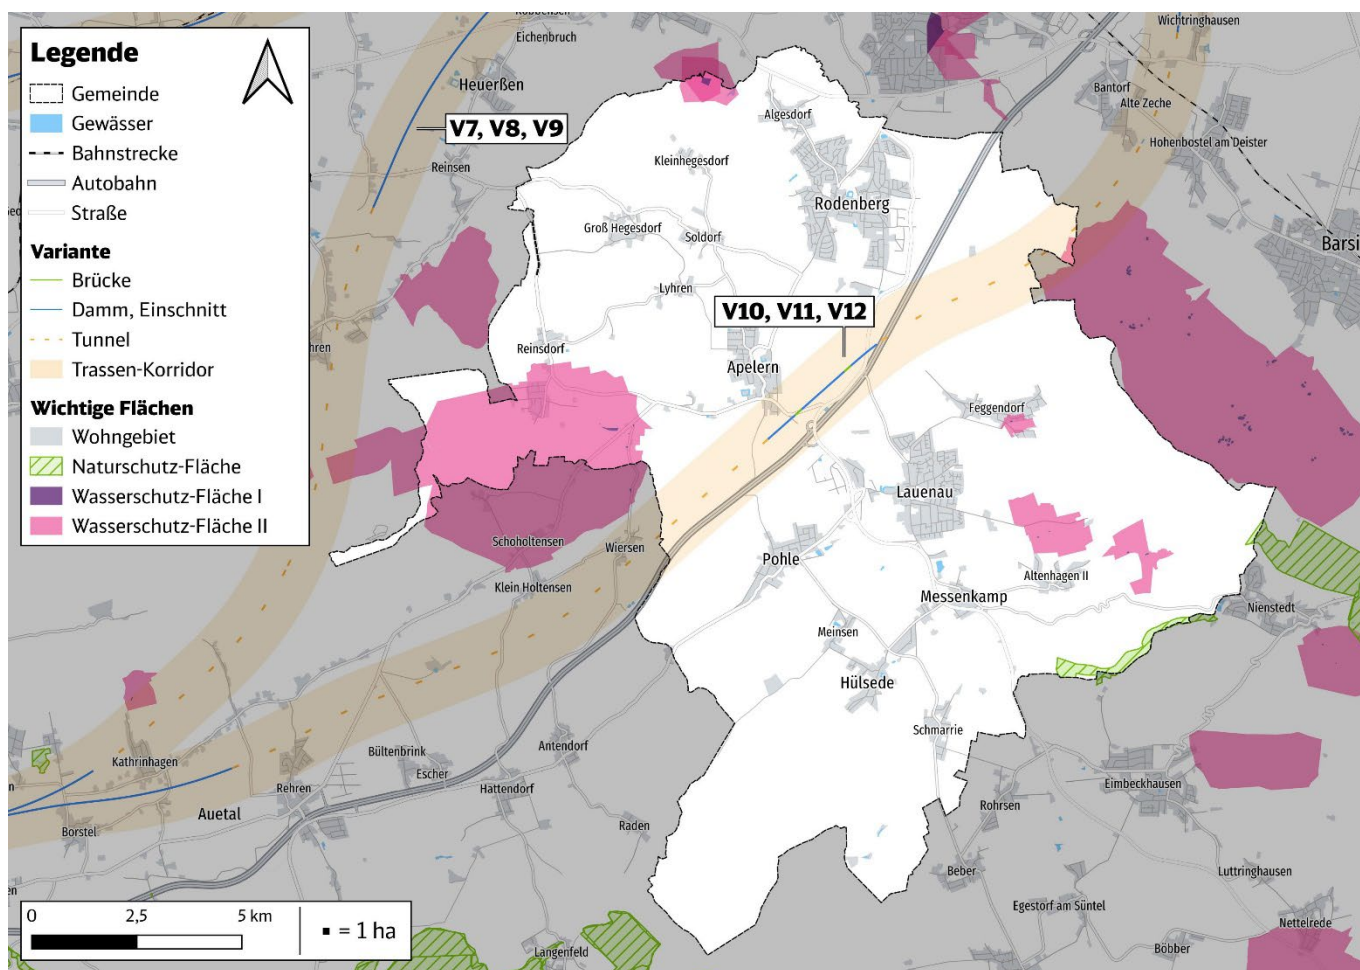 Legende
Gemeinde
Gewässer
Bahnstrecke
Autobahn
Straße
Variante
Brücke
Damm, Einschnitt
Tunnel
Trassen-Korridor
Wichtige Flächen
Wohngebiet
Naturschutz-Fläche
Wasserschutz-Fläche I
Wasserschutz-Fläche II
Eichenbruch
Heuerßen
V7, V8, V9
Reinsen
Wichtringhausen
Bantorf
Alte Zeche
Hohenbostel am Deister
Barsi
Algesdorf
Kleinhegesdorf
Rodenberg
Groß Hegesdorf
Soldorf
Lyhren
V10, V11, V12
Reinsdorf
Apelern
Feggendorf
Lauenau
Schoholtensen
Wiersen
Klein Holtensen
Pohle
Altenhagen II
Messenkamp
Nienstedt
Meinsen
Hülsede
Schmarrie
Kathrinhagen
Bültenbrink
Antendorf
Escher
Rehren
Hattendorf
Auetal
Borstel
Raden
Rohrsen
Eimbeckhausen
Beber
Luttringhausen
Egestorf am Süntel
Nettelrede
Böbber
Langenfeld
0 2,5 5 km
= 1 ha